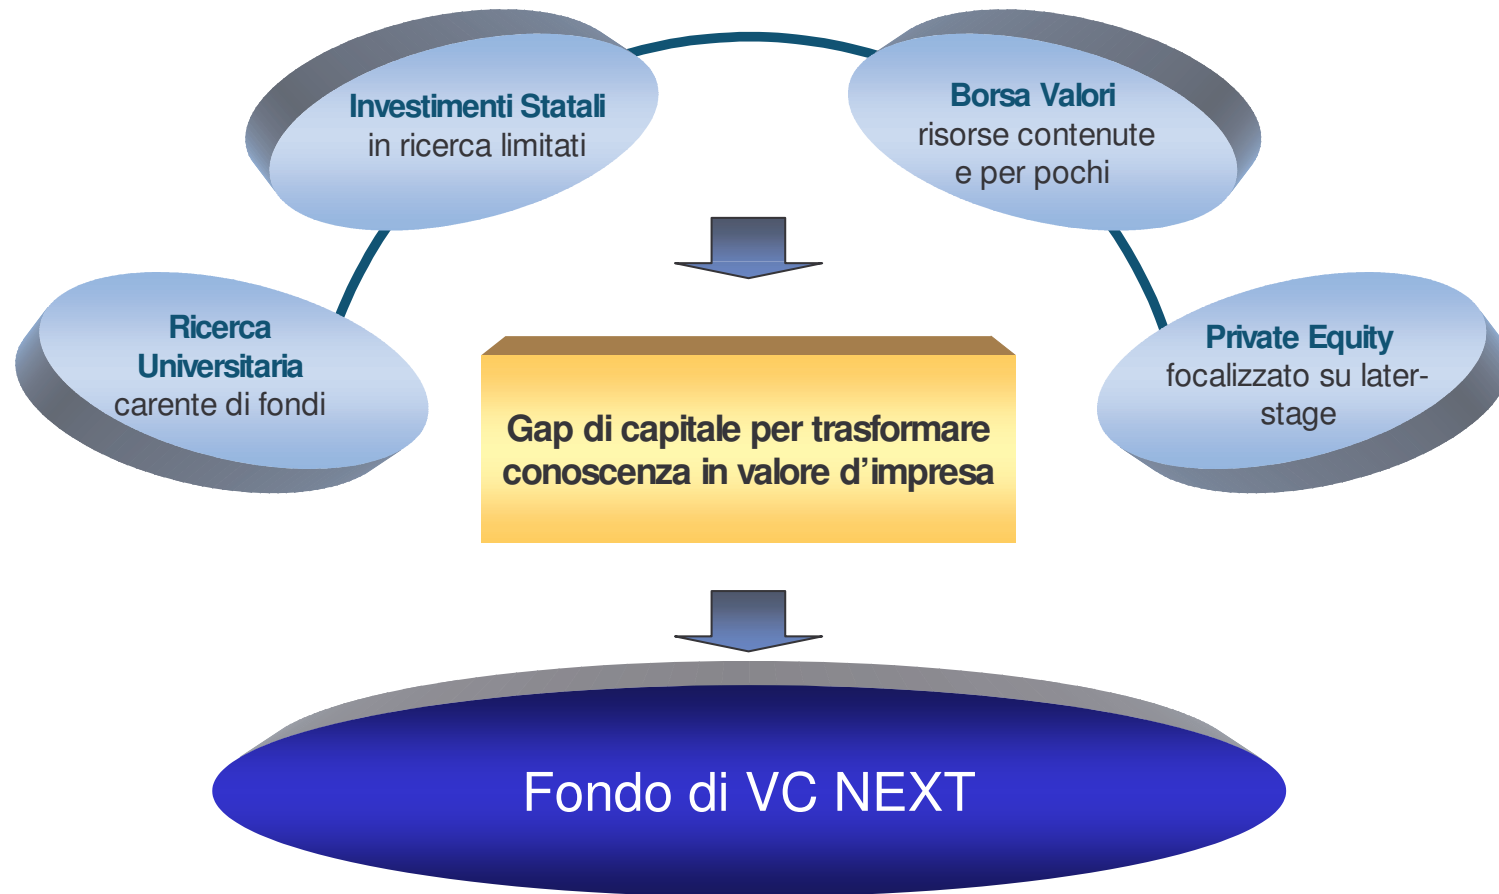 Investimenti Statali
in ricerca limitati
Borsa Valori
risorse contenute
e per pochi
Ricerca
Universitaria
carente di fondi
Private Equity
focalizzato su later-
stage
Gap di capitale per trasformare
conoscenza in valore d’impresa
Fondo di VC NEXT